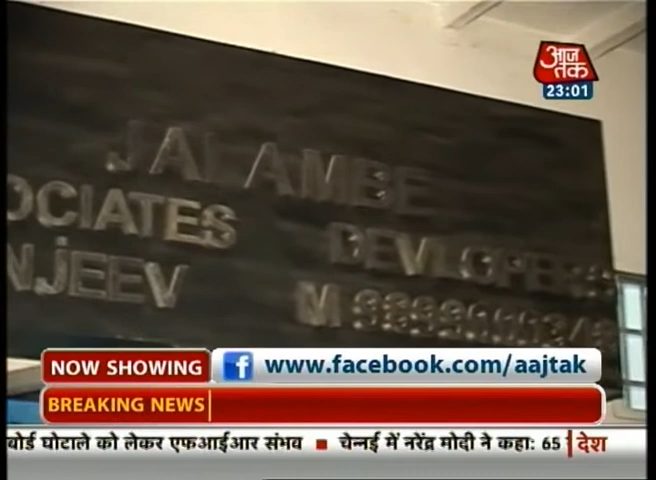 आज तक
23:01
JAI AMBE
OCIATES DEVLOPERS
NJEEV M
NOW SHOWING f www.facebook.com/aajtak
BREAKING NEWS
बोर्ड घोटाले को लेकर एफआईआर संभव ■ चेन्नई में नरेंद्र मोदी ने कहा: 65 देश